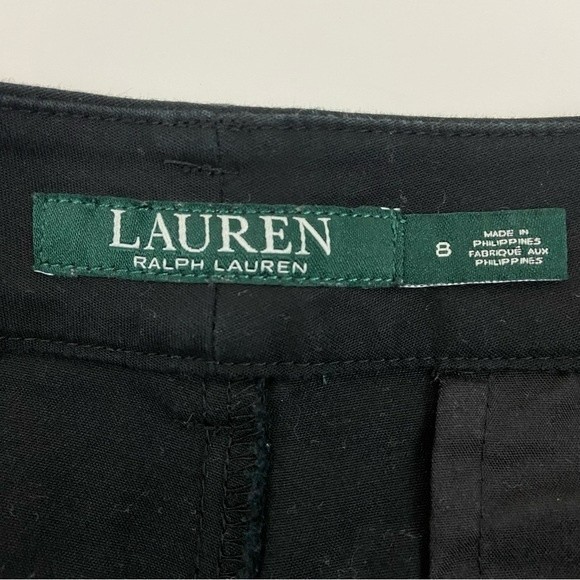 LAUREN
RALPH LAUREN
8
MADE IN
PHILIPPINES
FABRIQUÉ AUX
PHILIPPINES